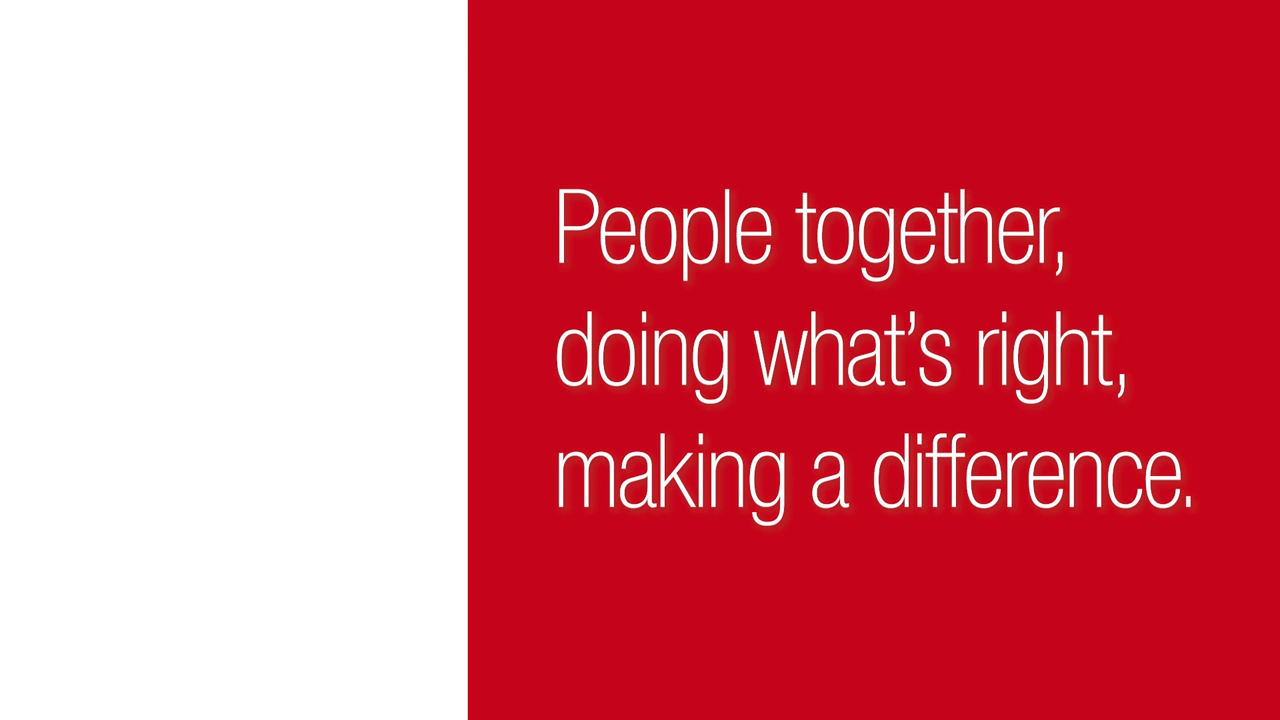 People together,
doing what’s right,
making a difference.